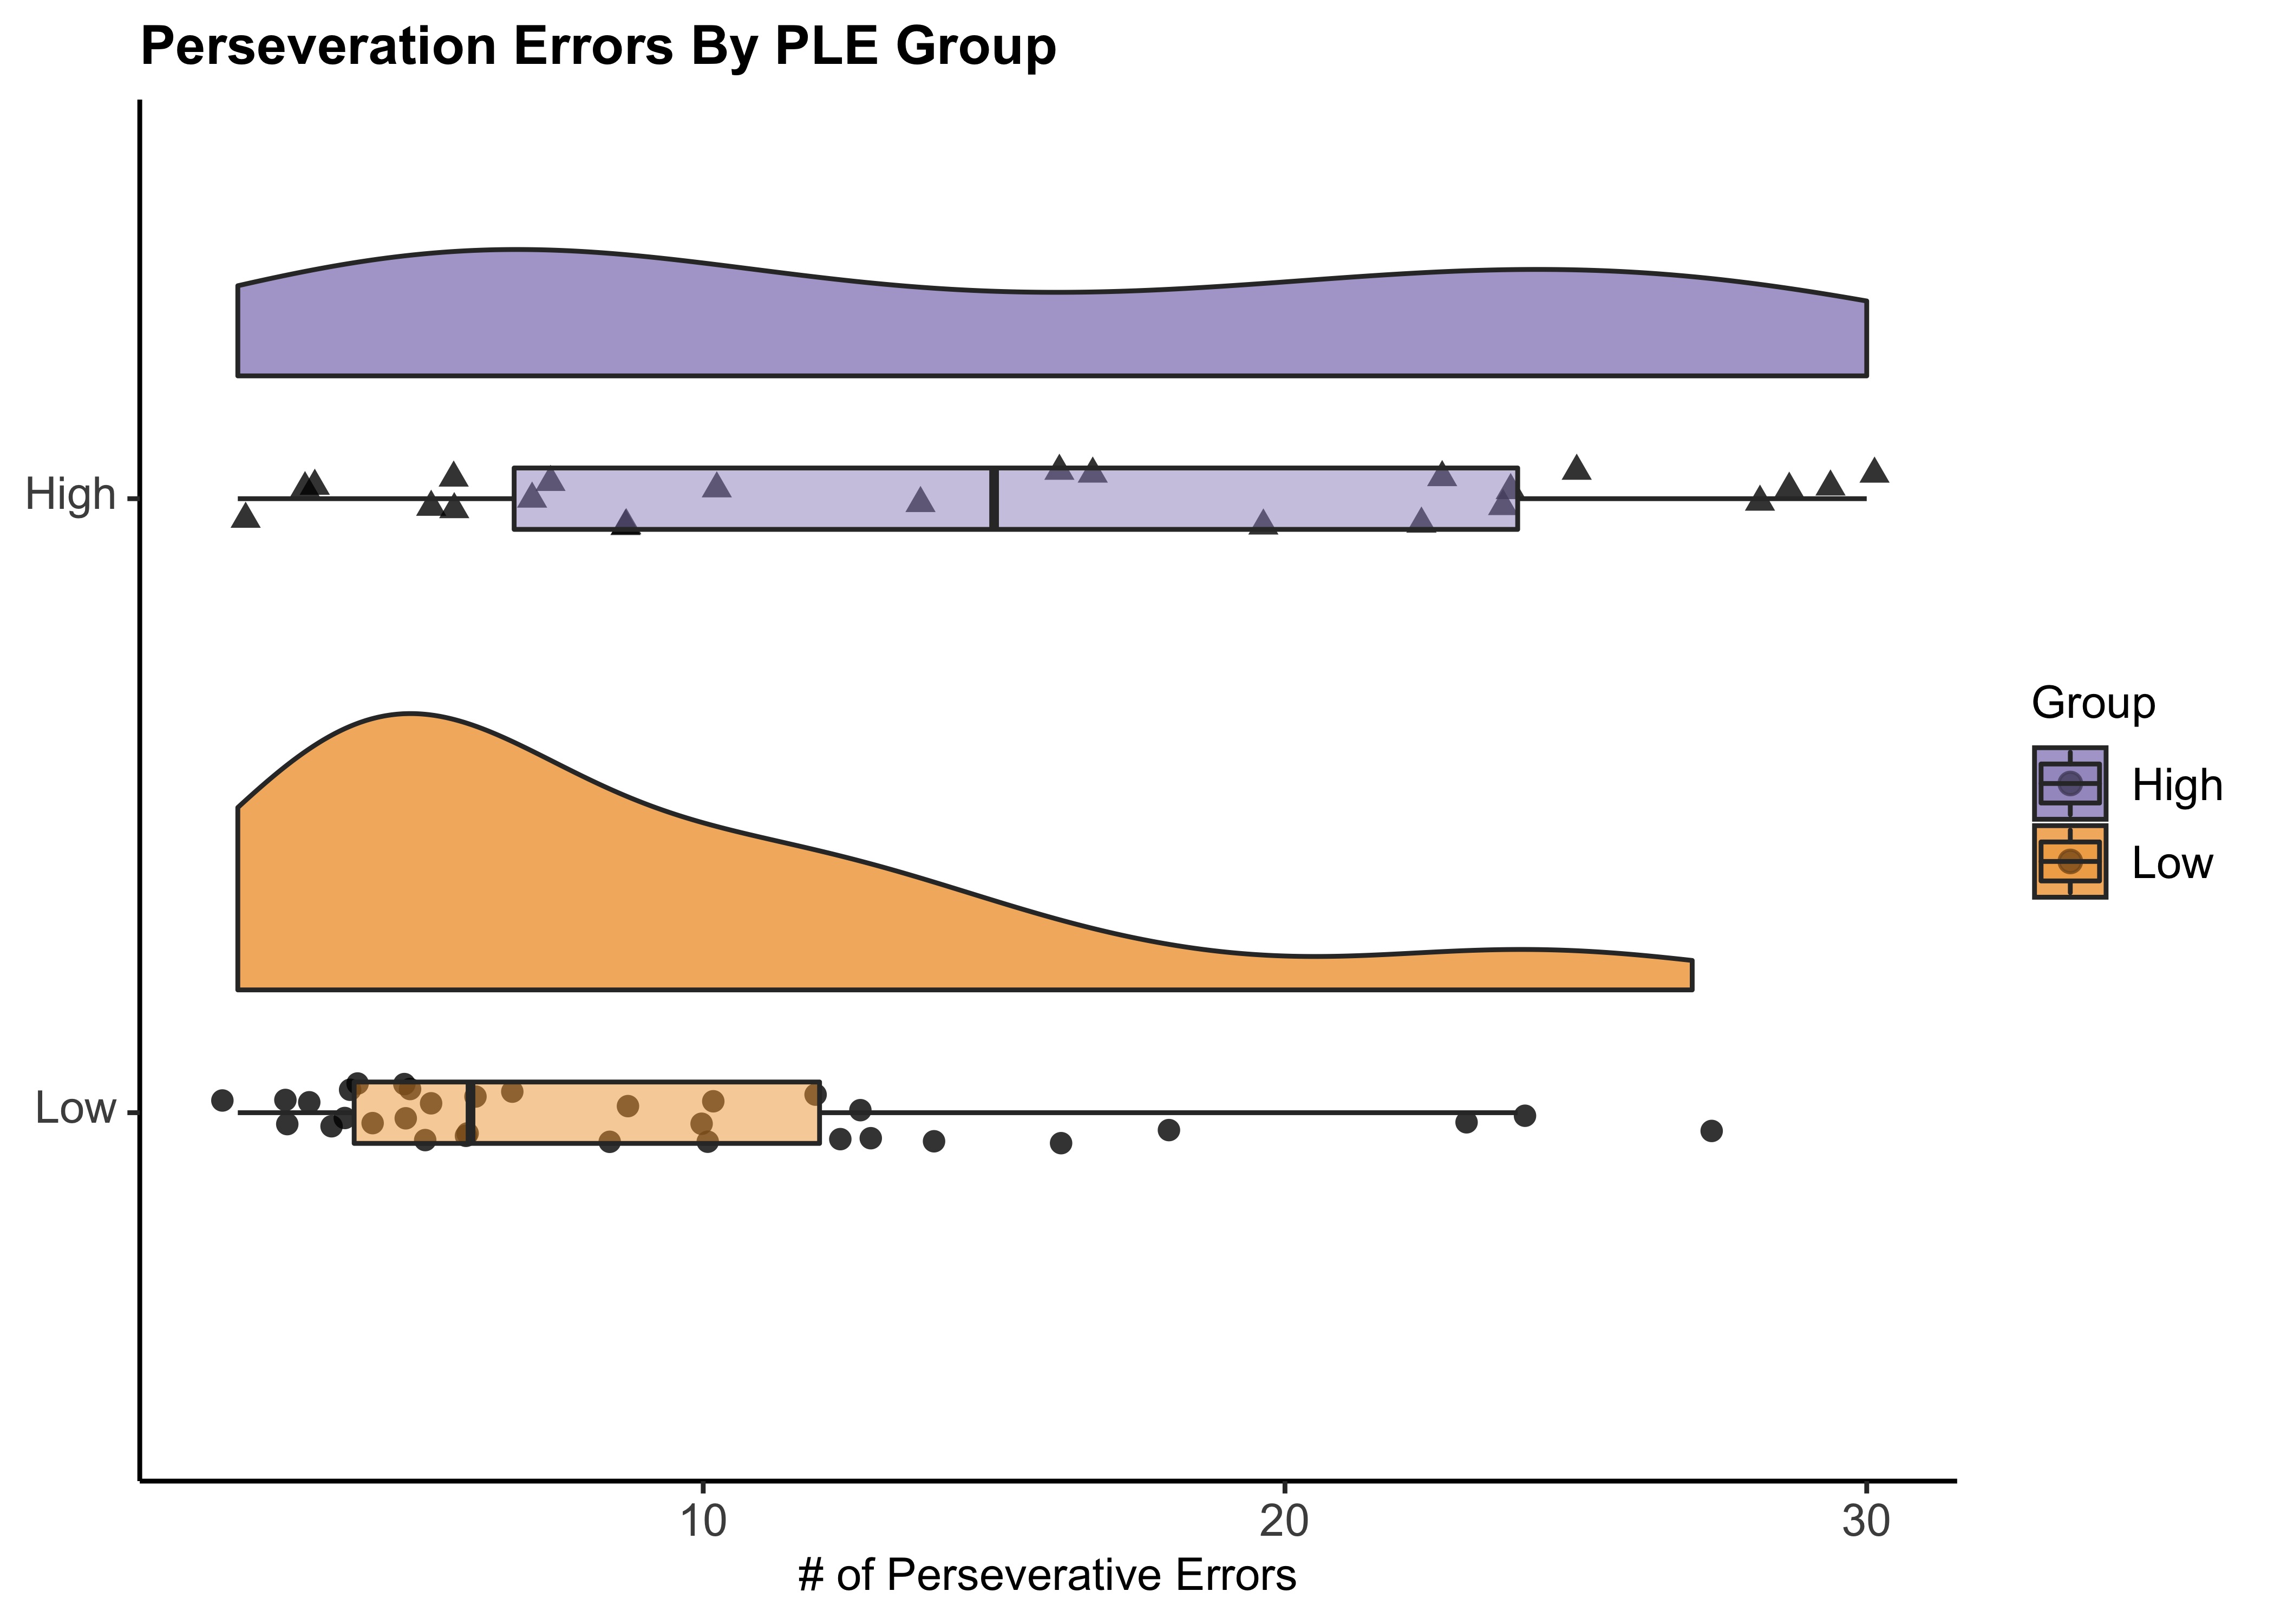 Perseveration Errors By PLE Group
High
Low
Group
High
Low
10 20 30
# of Perseverative Errors